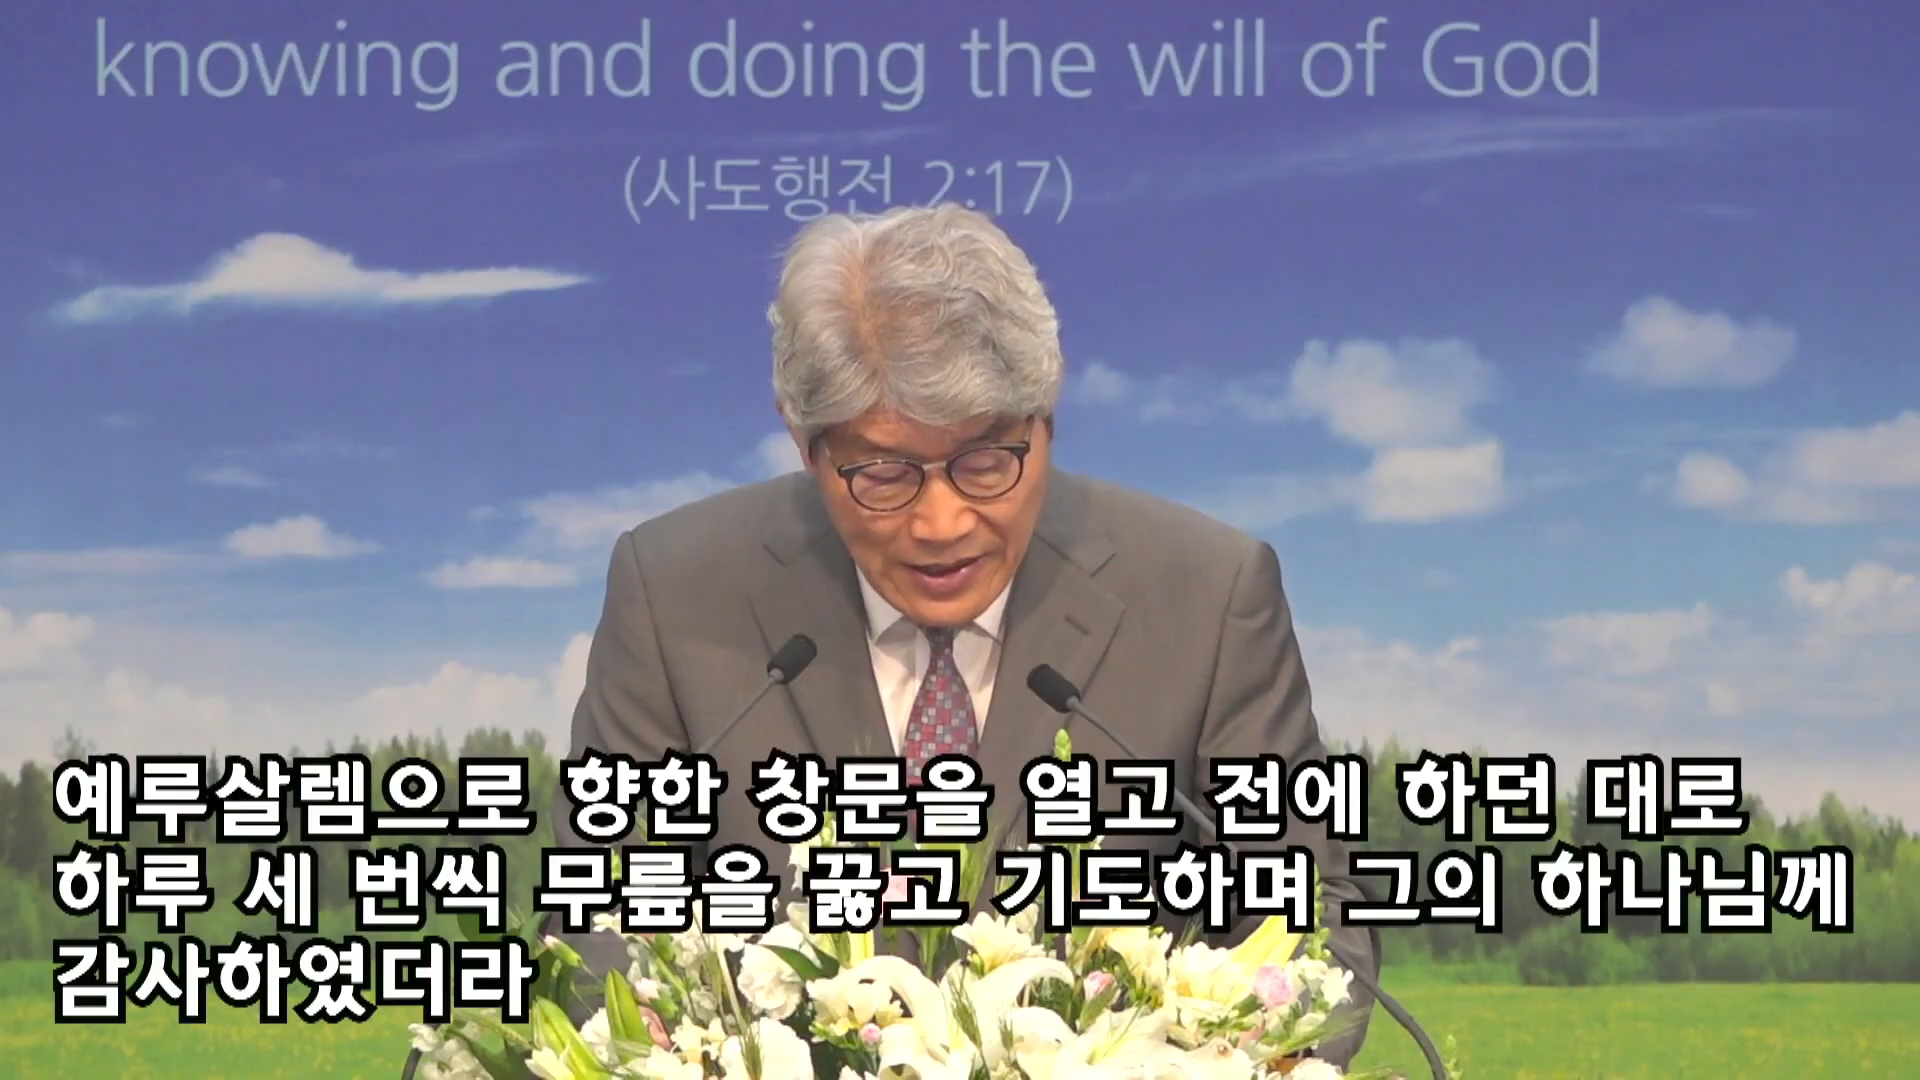 knowing and doing the will of God
(사도행전 2:17)
예루살렘으로 향한 창문을 열고 전에 하던 대로
하루 세 번씩 무릎을 꿇고 기도하며 그의 하나님께
감사하였더라